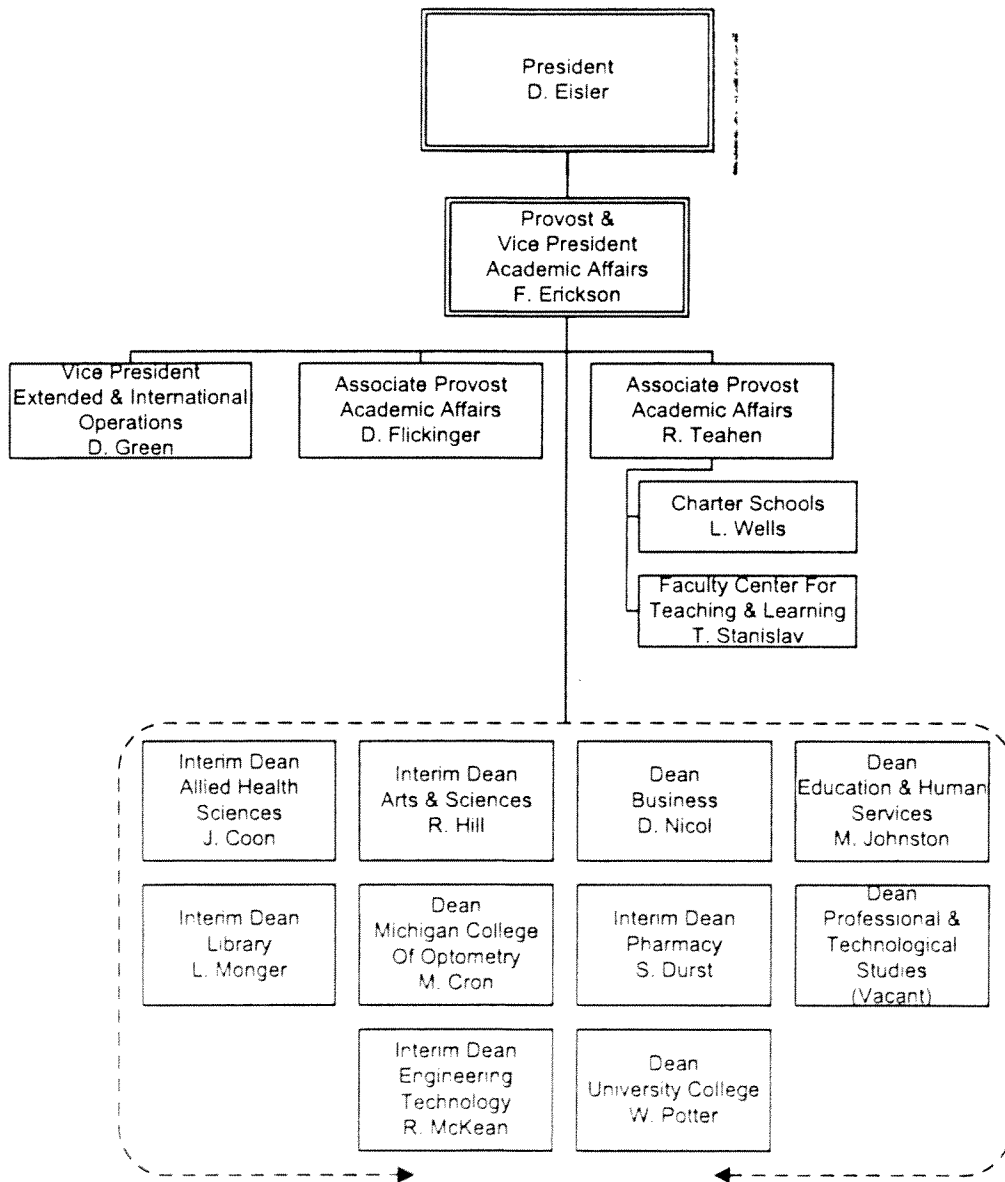 President
D. Eisler
Provost &
Vice President
Academic Affairs
F. Erickson
Vice President
Extended & International
Operations
D. Green
Associate Provost
Academic Affairs
D. Flickinger
Associate Provost
Academic Affairs
R. Teahen
Charter Schools
L. Wells
Faculty Center For
Teaching & Learning
T. Stanislav
Interim Dean
Allied Health
Sciences
J. Coon
Interim Dean
Arts & Sciences
R. Hill
Dean
Business
D. Nicol
Dean
Education & Human
Services
M. Johnston
Interim Dean
Library
L. Monger
Dean
Michigan College
Of Optometry
M. Cron
Interim Dean
Pharmacy
S. Durst
Dean
Professional &
Technological
Studies
(Vacant)
Interim Dean
Engineering
Technology
R. McKean
Dean
University College
W. Potter